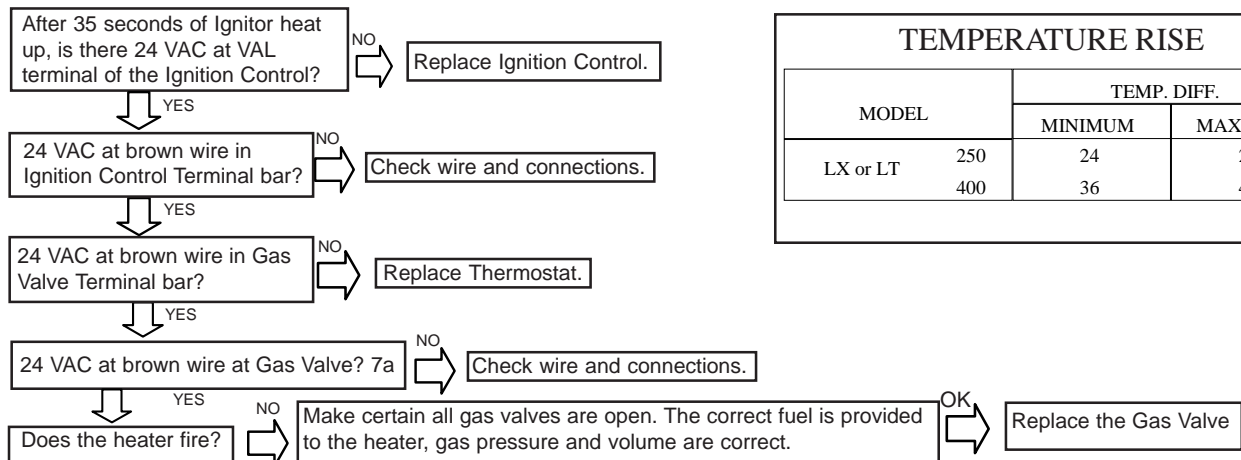 After 35 seconds of Ignitor heat
up, is there 24 VAC at VAL
terminal of the Ignition Control?
NO
Replace Ignition Control.
YES
24 VAC at brown wire in
Ignition Control Terminal bar?
NO
Check wire and connections.
YES
24 VAC at brown wire in Gas
Valve Terminal bar?
NO
Replace Thermostat.
YES
24 VAC at brown wire at Gas Valve? 7a
NO
Check wire and connections.
YES
Does the heater fire?
NO
Make certain all gas valves are open. The correct fuel is provided
to the heater, gas pressure and volume are correct.
OK
Replace the Gas Valve
TEMPERATURE RISE
MODEL
TEMP. DIFF.
MINIMUM
MAX
LX or LT
250
24
400
36